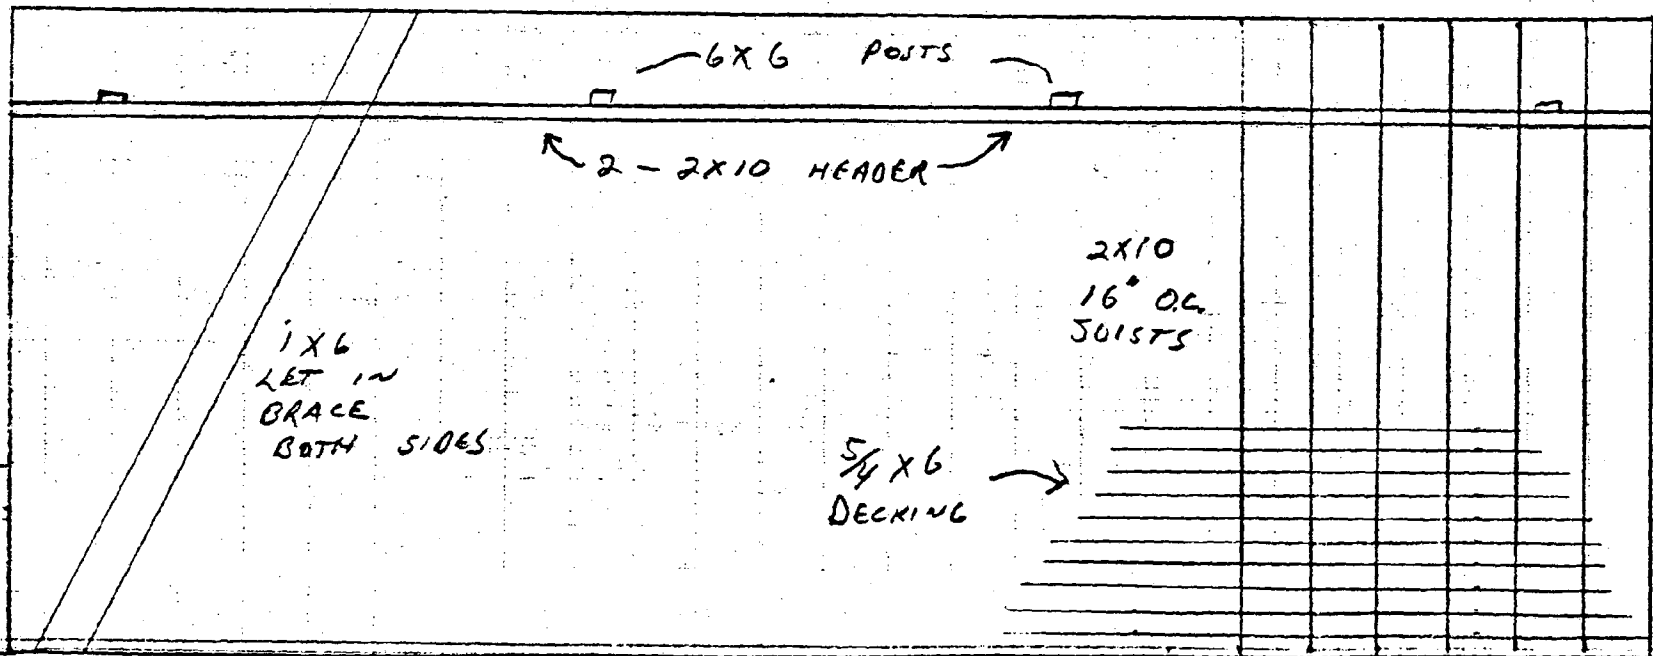 6X6 POSTS
2 - 2X10 HEADER
2X10
16" O.C.
JOISTS
1X6
LET IN
BRACE
BOTH SIDES
5/4 X 6
DECKING